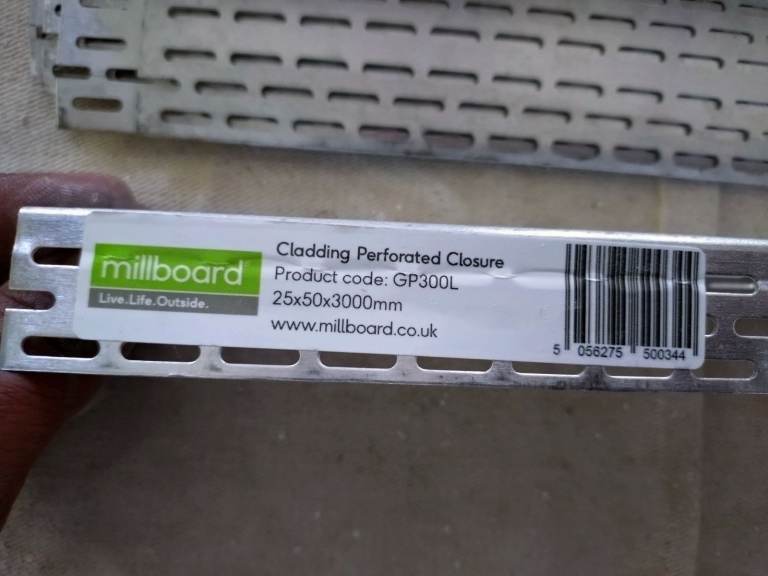 millboard
Live.Life.Outside.
Cladding Perforated Closure
Product code: GP300L
25x50x3000mm
www.millboard.co.uk
5 056275 500344